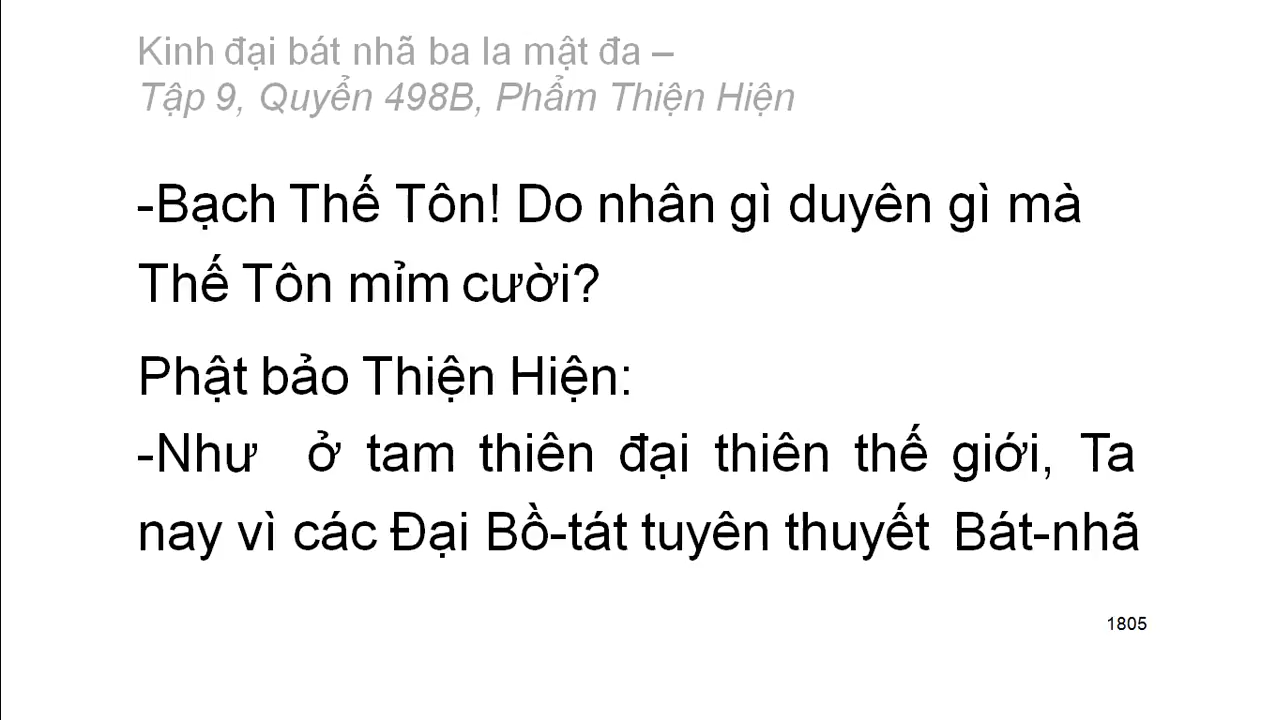 Kinh đại bát nhã ba la mật đa –
Tập 9, Quyển 498B, Phẩm Thiện Hiện
-Bạch Thế Tôn! Do nhân gì duyên gì mà
Thế Tôn mỉm cười?
Phật bảo Thiện Hiện:
-Như ở tam thiên đại thiên thế giới, Ta
nay vì các Đại Bồ-tát tuyên thuyết Bát-nhã
1805